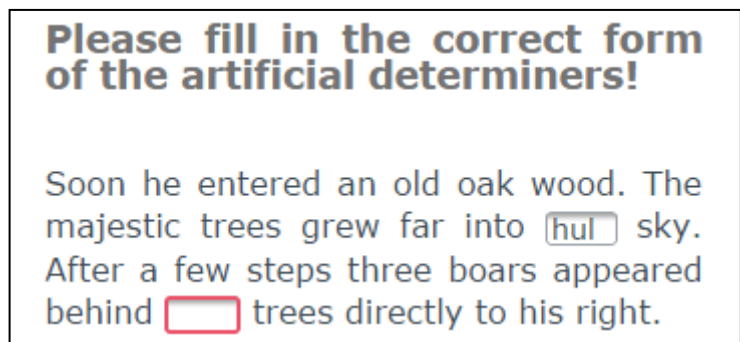 Please fill in the correct form
of the artificial determiners!
Soon he entered an old oak wood. The
majestic trees grew far into hul sky.
After a few steps three boars appeared
behind trees directly to his right.